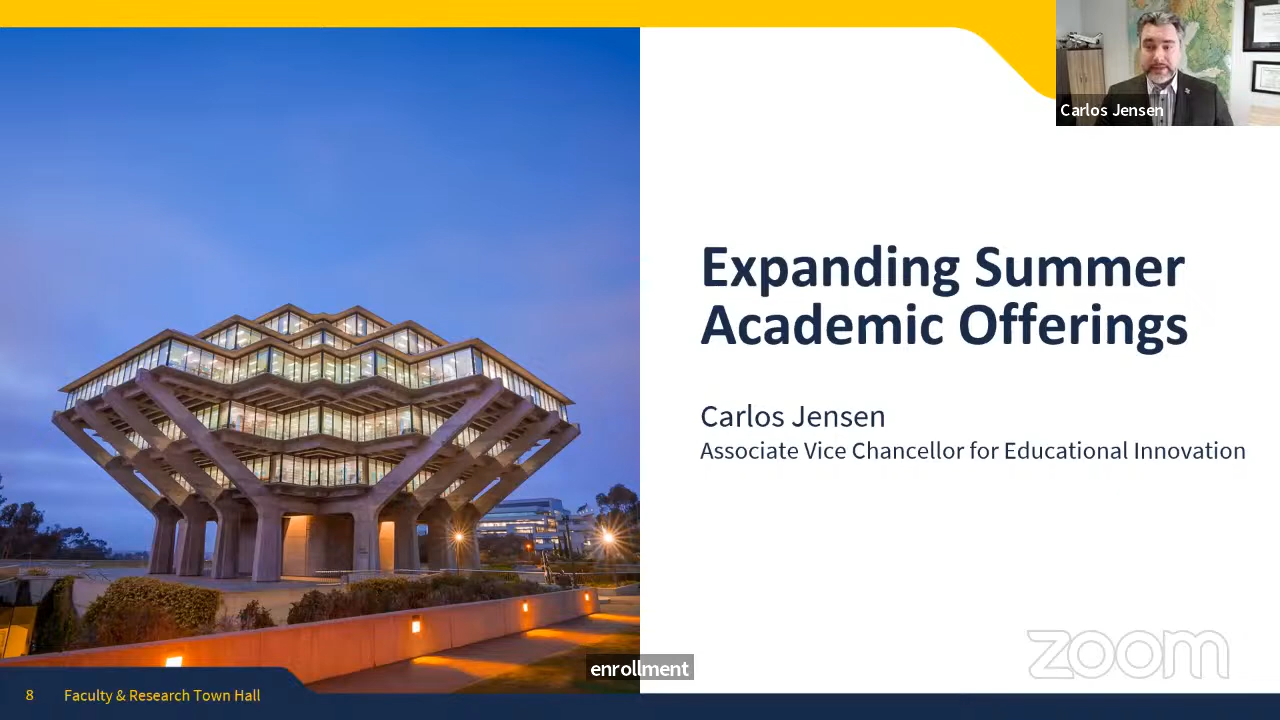 Carlos Jensen
Expanding Summer
Academic Offerings
Carlos Jensen
Associate Vice Chancellor for Educational Innovation
enrollment
zoom
8 Faculty & Research Town Hall